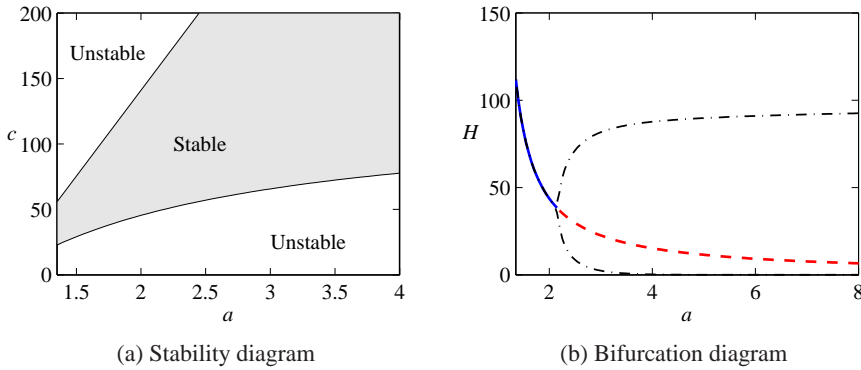 200
150
c 100
50
0
Unstable
Stable
Unstable
1.5 2 2.5 3 3.5 4
a
(a) Stability diagram
150
100
H
50
0
2 4 6 8
a
(b) Bifurcation diagram